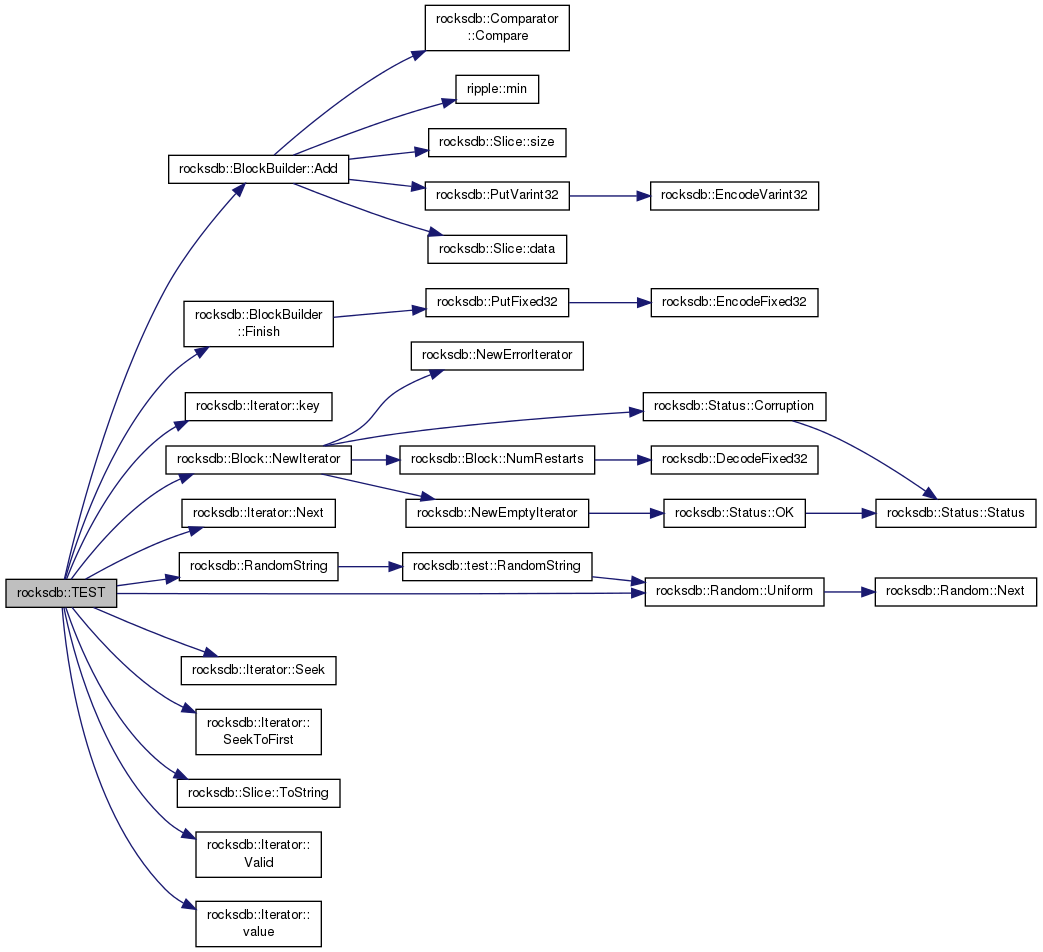 rocksdb::Comparator
::Compare
ripple::min
rocksdb::Slice::size
rocksdb::BlockBuilder::Add
rocksdb::PutVarint32
rocksdb::EncodeVarint32
rocksdb::Slice::data
rocksdb::BlockBuilder
::Finish
rocksdb::PutFixed32
rocksdb::EncodeFixed32
rocksdb::NewErrorIterator
rocksdb::Iterator::key
rocksdb::Status::Corruption
rocksdb::Block::NewIterator
rocksdb::Block::NumRestarts
rocksdb::DecodeFixed32
rocksdb::Iterator::Next
rocksdb::NewEmptyIterator
rocksdb::Status::OK
rocksdb::Status::Status
rocksdb::RandomString
rocksdb::test::RandomString
rocksdb::TEST
rocksdb::Random::Uniform
rocksdb::Random::Next
rocksdb::Iterator::Seek
rocksdb::Iterator::
SeekToFirst
rocksdb::Slice::ToString
rocksdb::Iterator::
Valid
rocksdb::Iterator::
value